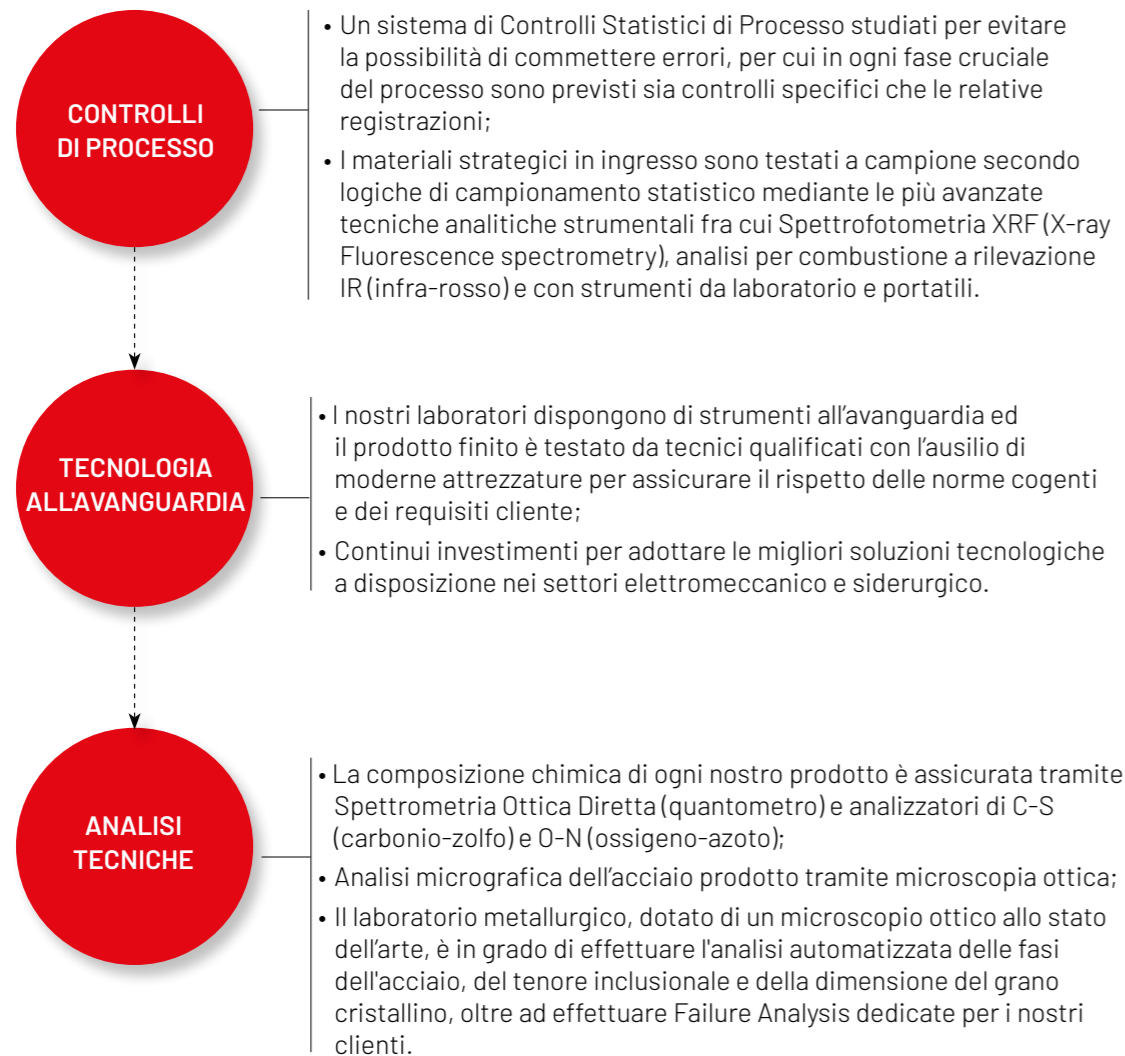 CONTROLLI
DI PROCESSO
• Un sistema di Controlli Statistici di Processo studiati per evitare
la possibilità di commettere errori, per cui in ogni fase cruciale
del processo sono previsti sia controlli specifici che le relative
registrazioni;
• I materiali strategici in ingresso sono testati a campione secondo
logiche di campionamento statistico mediante le più avanzate
tecniche analitiche strumentali fra cui Spettrofotometria XRF (X-ray
Fluorescence spectrometry), analisi per combustione a rilevazione
IR (infra-rosso) e con strumenti da laboratorio e portatili.
TECNOLOGIA
ALL'AVANGUARDIA
• I nostri laboratori dispongono di strumenti all’avanguardia ed
il prodotto finito è testato da tecnici qualificati con l’ausilio di
moderne attrezzature per assicurare il rispetto delle norme cogenti
e dei requisiti cliente;
• Continui investimenti per adottare le migliori soluzioni tecnologiche
a disposizione nei settori elettromeccanico e siderurgico.
ANALISI
TECNICHE
• La composizione chimica di ogni nostro prodotto è assicurata tramite
Spettrometria Ottica Diretta (quantometro) e analizzatori di C-S
(carbonio-zolfo) e O-N (ossigeno-azoto);
• Analisi micrografica dell’acciaio prodotto tramite microscopia ottica;
• Il laboratorio metallurgico, dotato di un microscopio ottico allo stato
dell’arte, è in grado di effettuare l'analisi automatizzata delle fasi
dell'acciaio, del tenore inclusionale e della dimensione del grano
cristallino, oltre ad effettuare Failure Analysis dedicate per i nostri
clienti.